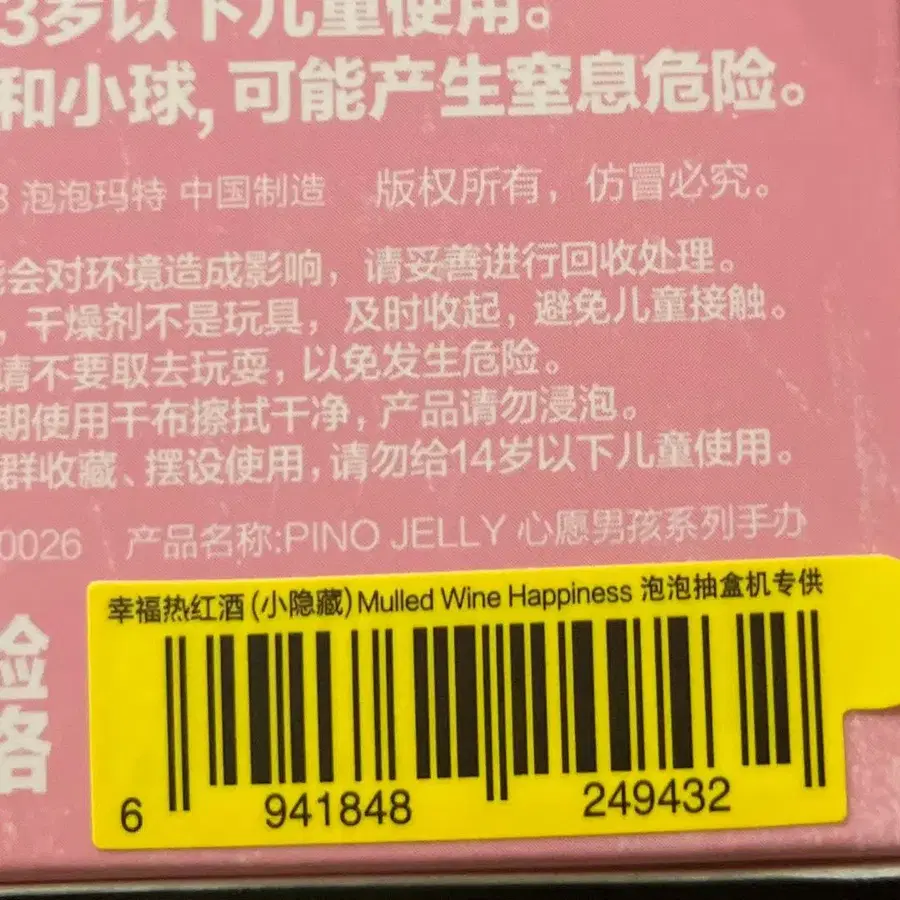 3岁以下儿童使用。
和小球,可能产生窒息危险。
泡泡玛特 中国制造 版权所有，仿冒必究。
会对环境造成影响，请妥善进行回收处理。
，干燥剂不是玩具，及时收起，避免儿童接触。
请不要取去玩耍，以免发生危险。
期使用干布擦拭干净，产品请勿浸泡。
群收藏、摆设使用，请勿给14岁以下儿童使用。
0026 产品名称:PINO JELLY 心愿男孩系列手办
幸福热红酒(小隐藏)Mulled Wine Happiness 泡泡抽盒机专供
险
格
6 941848 249432